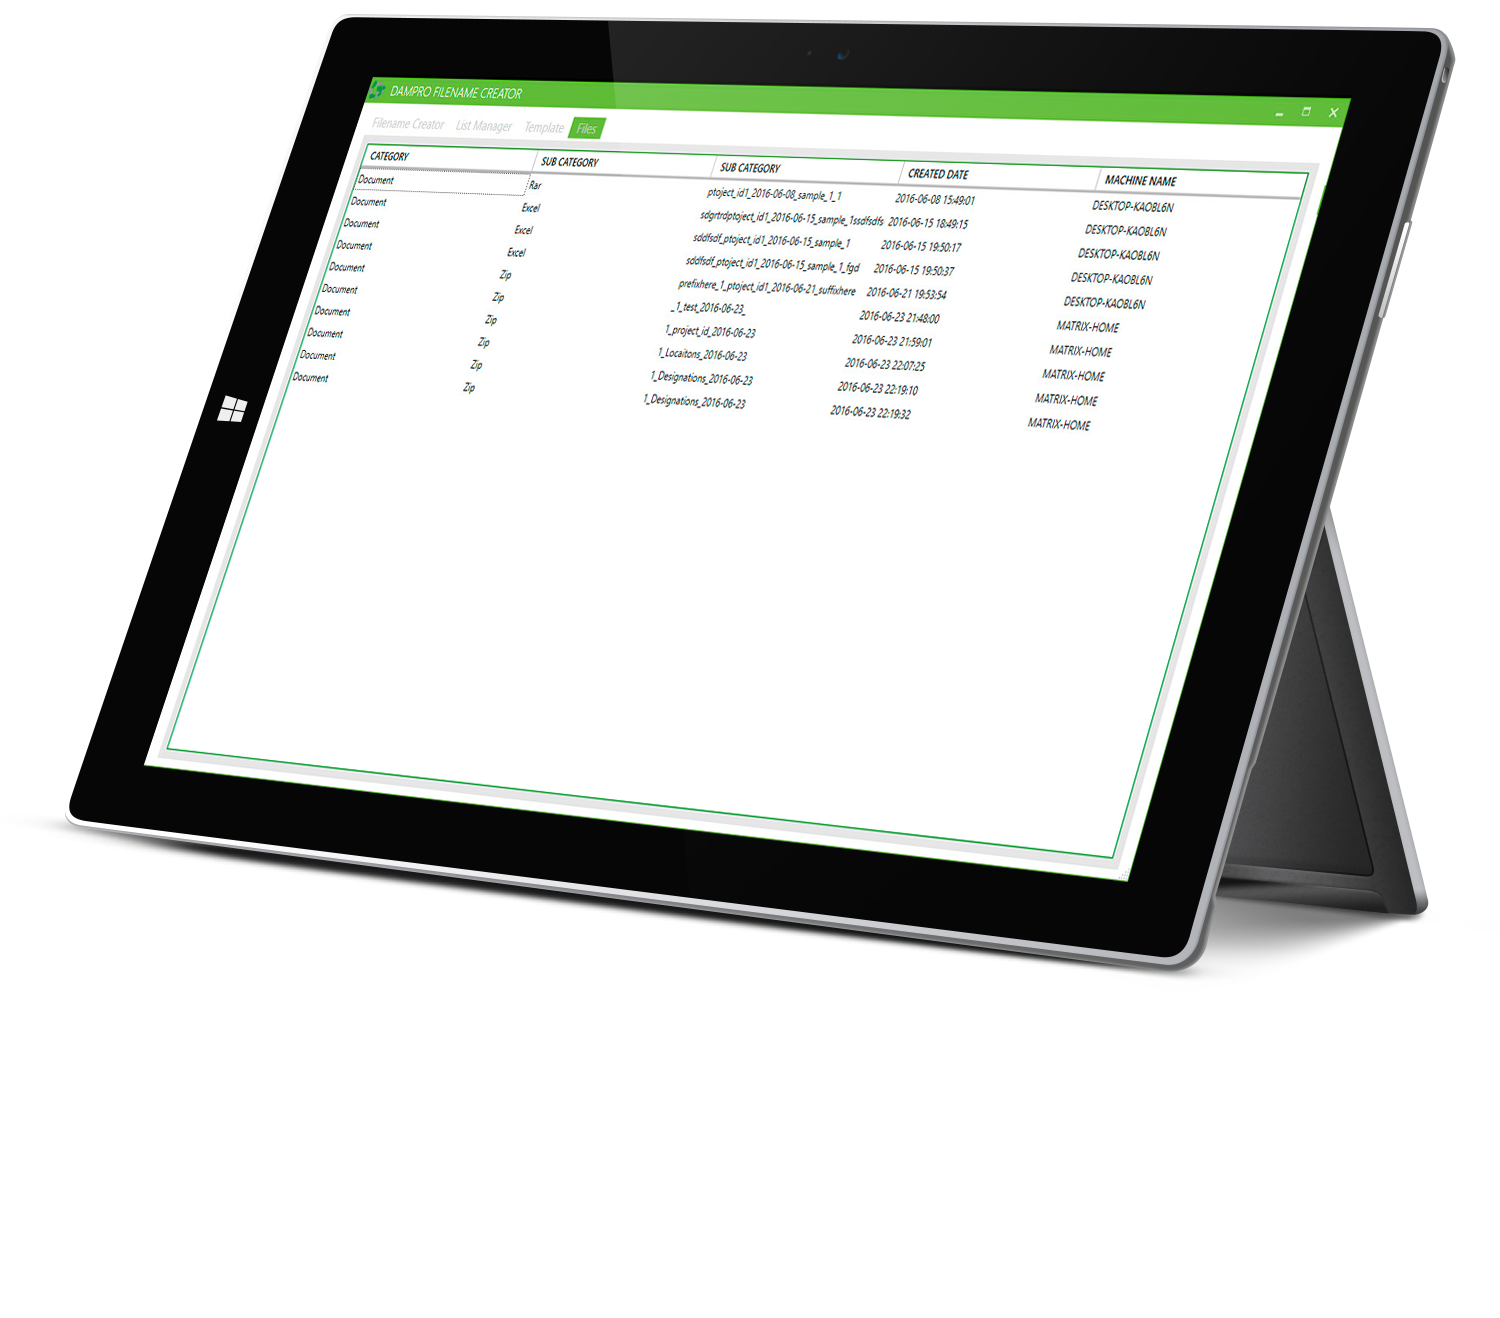 DAMPRO FILENAME CREATOR
Filename Creator List Manager Template Files
CATEGORY SUB CATEGORY SUB CATEGORY CREATED DATE MACHINE NAME
Document Rar ptoject_id1_2016-06-08_sample_1_1 2016-06-08 15:49:01 DESKTOP-KAOBL6N
Document Excel sdgrtrdptoject_id1_2016-06-15_sample_1ssdfsdfs 2016-06-15 18:49:15 DESKTOP-KAOBL6N
Document Excel sddfsdf_ptoject_id1_2016-06-15_sample_1 2016-06-15 19:50:17 DESKTOP-KAOBL6N
Document Excel sddfsdf_ptoject_id1_2016-06-15_sample_1_fgd 2016-06-15 19:50:37 DESKTOP-KAOBL6N
Document Zip prefixhere_1_ptoject_id1_2016-06-21_suffixhere 2016-06-21 19:53:54 DESKTOP-KAOBL6N
Document Zip _1_test_2016-06-23_ 2016-06-23 21:48:00 MATRIX-HOME
Document Zip 1_project_id_2016-06-23 2016-06-23 21:59:01 MATRIX-HOME
Document Zip 1_Locaitons_2016-06-23 2016-06-23 22:07:25 MATRIX-HOME
Document Zip 1_Designations_2016-06-23 2016-06-23 22:19:10 MATRIX-HOME
Document Zip 1_Designations_2016-06-23 2016-06-23 22:19:32 MATRIX-HOME